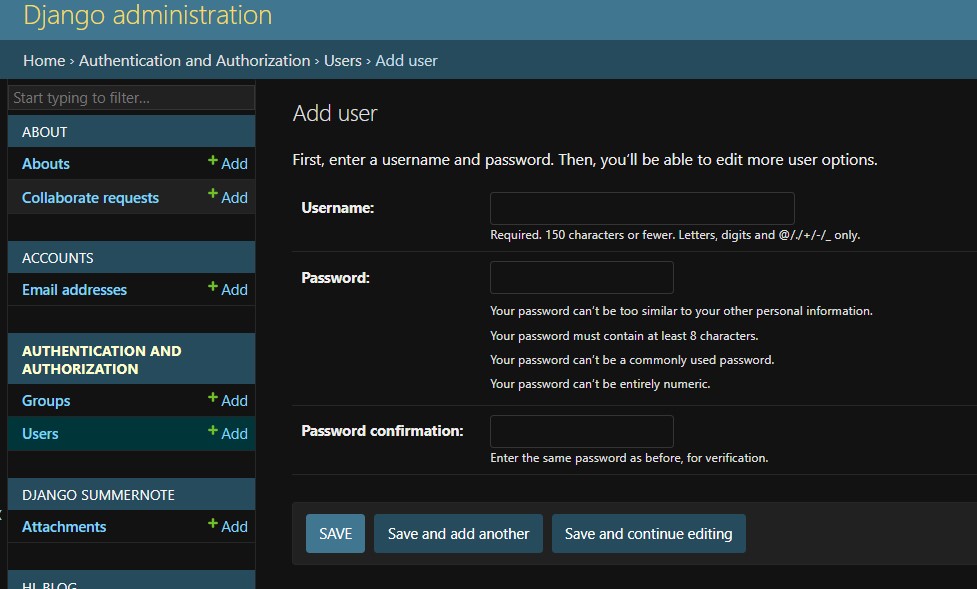 Django administration
Home › Authentication and Authorization › Users › Add user
Start typing to filter...
ABOUT
Abouts + Add
Collaborate requests + Add
ACCOUNTS
Email addresses + Add
AUTHENTICATION AND
AUTHORIZATION
Groups + Add
Users + Add
DJANGO SUMMERNOTE
Attachments + Add
Add user
First, enter a username and password. Then, you’ll be able to edit more user options.
Username:
Required. 150 characters or fewer. Letters, digits and @/./+/-/_ only.
Password:
Your password can’t be too similar to your other personal information.
Your password must contain at least 8 characters.
Your password can’t be a commonly used password.
Your password can’t be entirely numeric.
Password confirmation:
Enter the same password as before, for verification.
SAVE Save and add another Save and continue editing